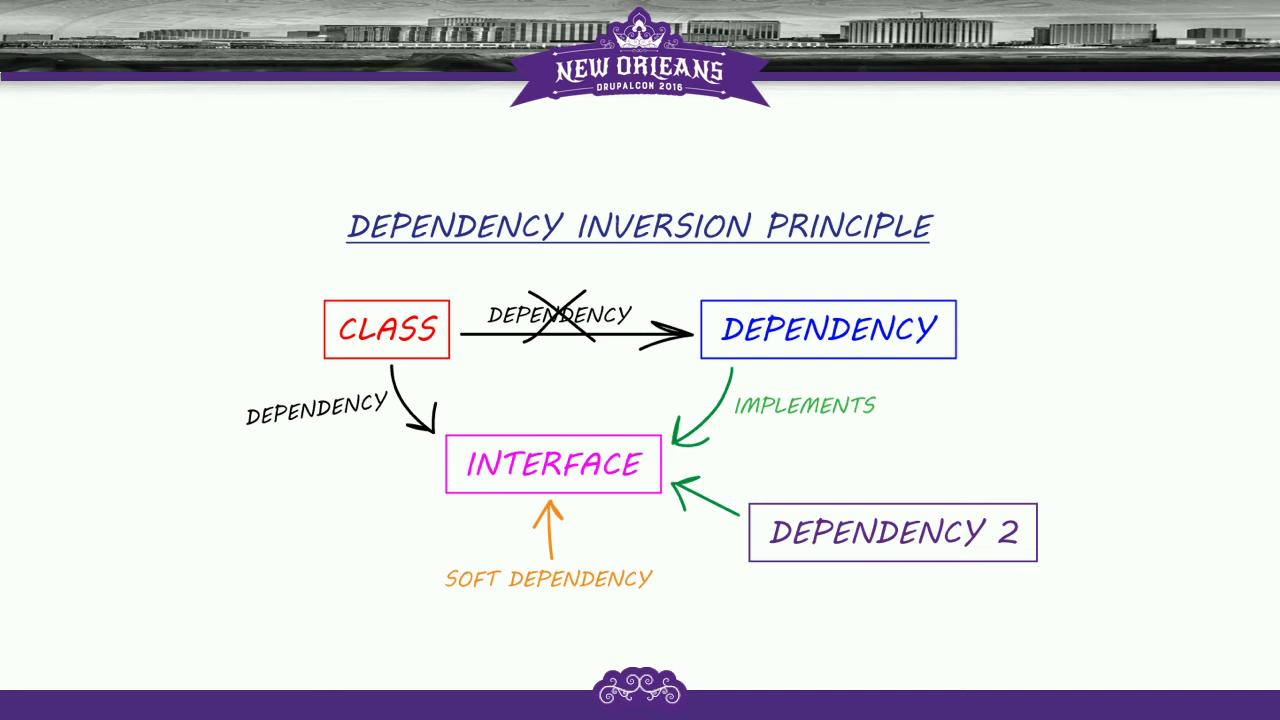 NEW ORLEANS
DRUPALCON 2016
DEPENDENCY INVERSION PRINCIPLE
CLASS
DEPENDENCY
DEPENDENCY
DEPENDENCY
IMPLEMENTS
INTERFACE
DEPENDENCY 2
SOFT DEPENDENCY